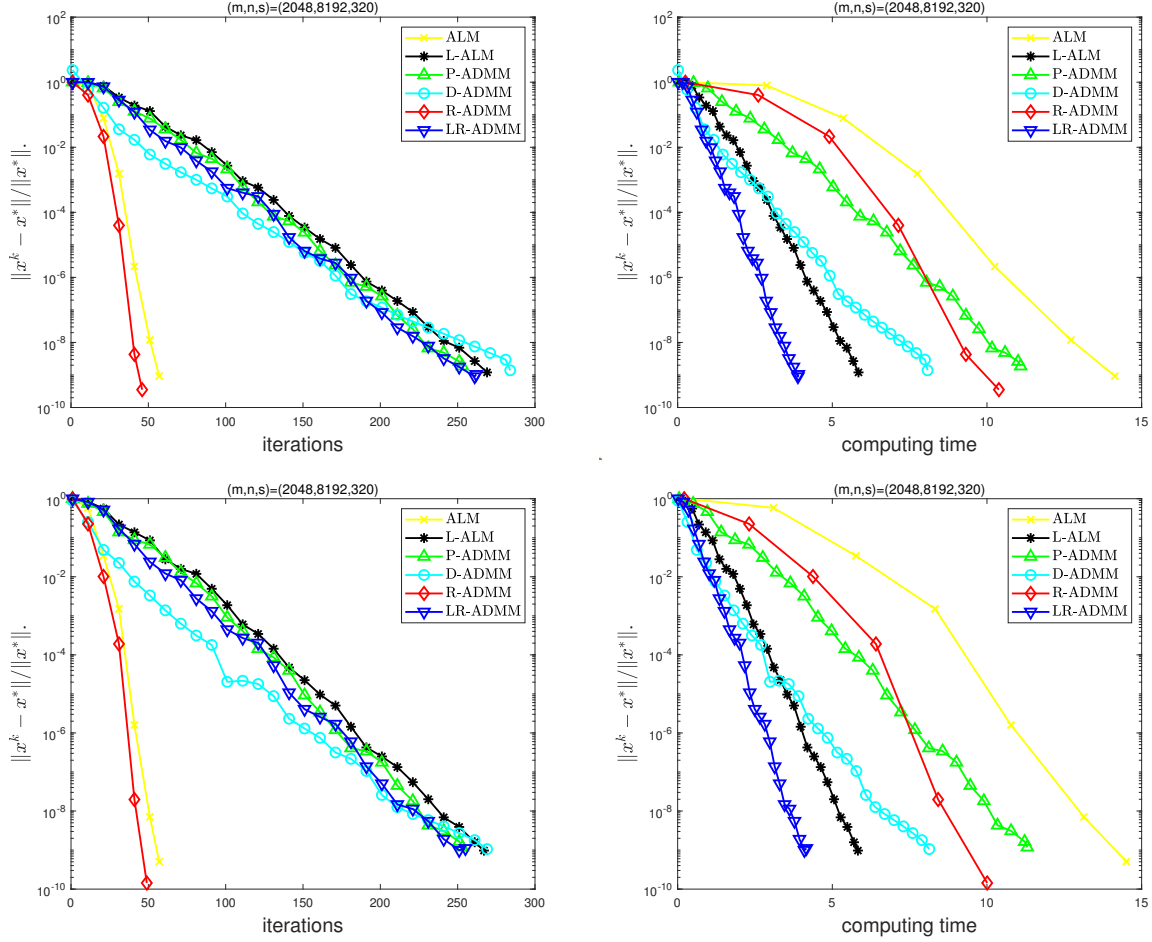 (m,n,s)=(2048,8192,320)
10^2
10^0
10^-2
10^-4
10^-6
10^-8
10^-10
||x^k − x^*||/||x^*||.
0 50 100 150 200 250 300
iterations
ALM
L-ALM
P-ADMM
D-ADMM
R-ADMM
LR-ADMM
(m,n,s)=(2048,8192,320)
10^2
10^0
10^-2
10^-4
10^-6
10^-8
10^-10
||x^k − x^*||/||x^*||.
0 5 10 15
computing time
ALM
L-ALM
P-ADMM
D-ADMM
R-ADMM
LR-ADMM
(m,n,s)=(2048,8192,320)
10^0
10^-2
10^-4
10^-6
10^-8
10^-10
||x^k − x^*||/||x^*||.
0 50 100 150 200 250 300
iterations
ALM
L-ALM
P-ADMM
D-ADMM
R-ADMM
LR-ADMM
(m,n,s)=(2048,8192,320)
10^0
10^-2
10^-4
10^-6
10^-8
10^-10
||x^k − x^*||/||x^*||.
0 5 10 15
computing time
ALM
L-ALM
P-ADMM
D-ADMM
R-ADMM
LR-ADMM